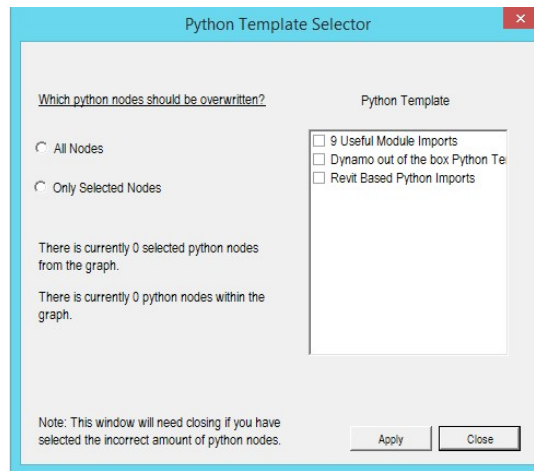 Python Template Selector
Which python nodes should be overwritten?
All Nodes
Only Selected Nodes
There is currently 0 selected python nodes
from the graph.
There is currently 0 python nodes within the
graph.
Note: This window will need closing if you have
selected the incorrect amount of python nodes.
Python Template
9 Useful Module Imports
Dynamo out of the box Python Te
Revit Based Python Imports
Apply
Close